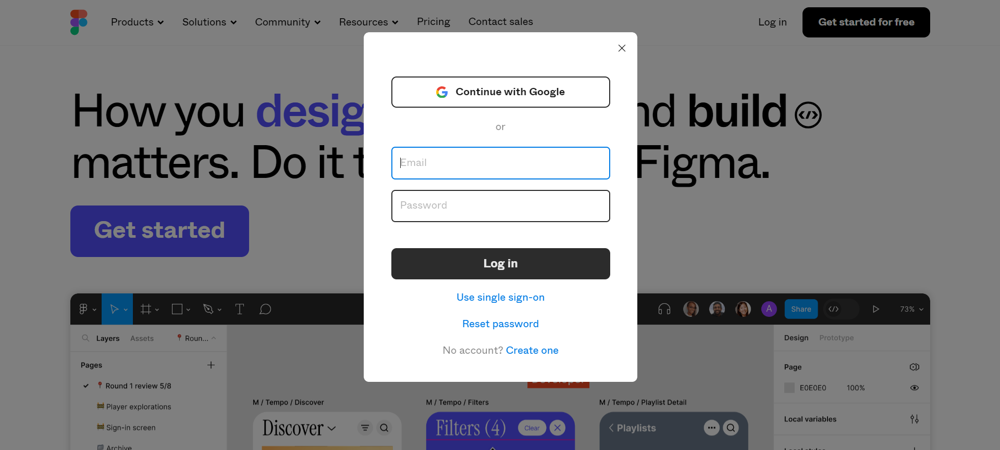 Products
Solutions
Community
Resources
Pricing
Contact sales
Log in
Get started for free
How you desig nd build
matters. Do it t Figma.
Get started
Continue with Google
or
Email
Password
Log in
Use single sign-on
Reset password
No account? Create one
Share
73%
Layers
Assets
Roun...
Pages
Round 1 review 5/8
Player explorations
Sign-in screen
Archive
Developer
M / Tempo / Discover
M / Tempo / Filters
M / Tempo / Playlist Detail
Discover
Filters (4)
Clear
Playlists
A
Design
Prototype
Page
E0E0E0
100%
Local variables
Local styles